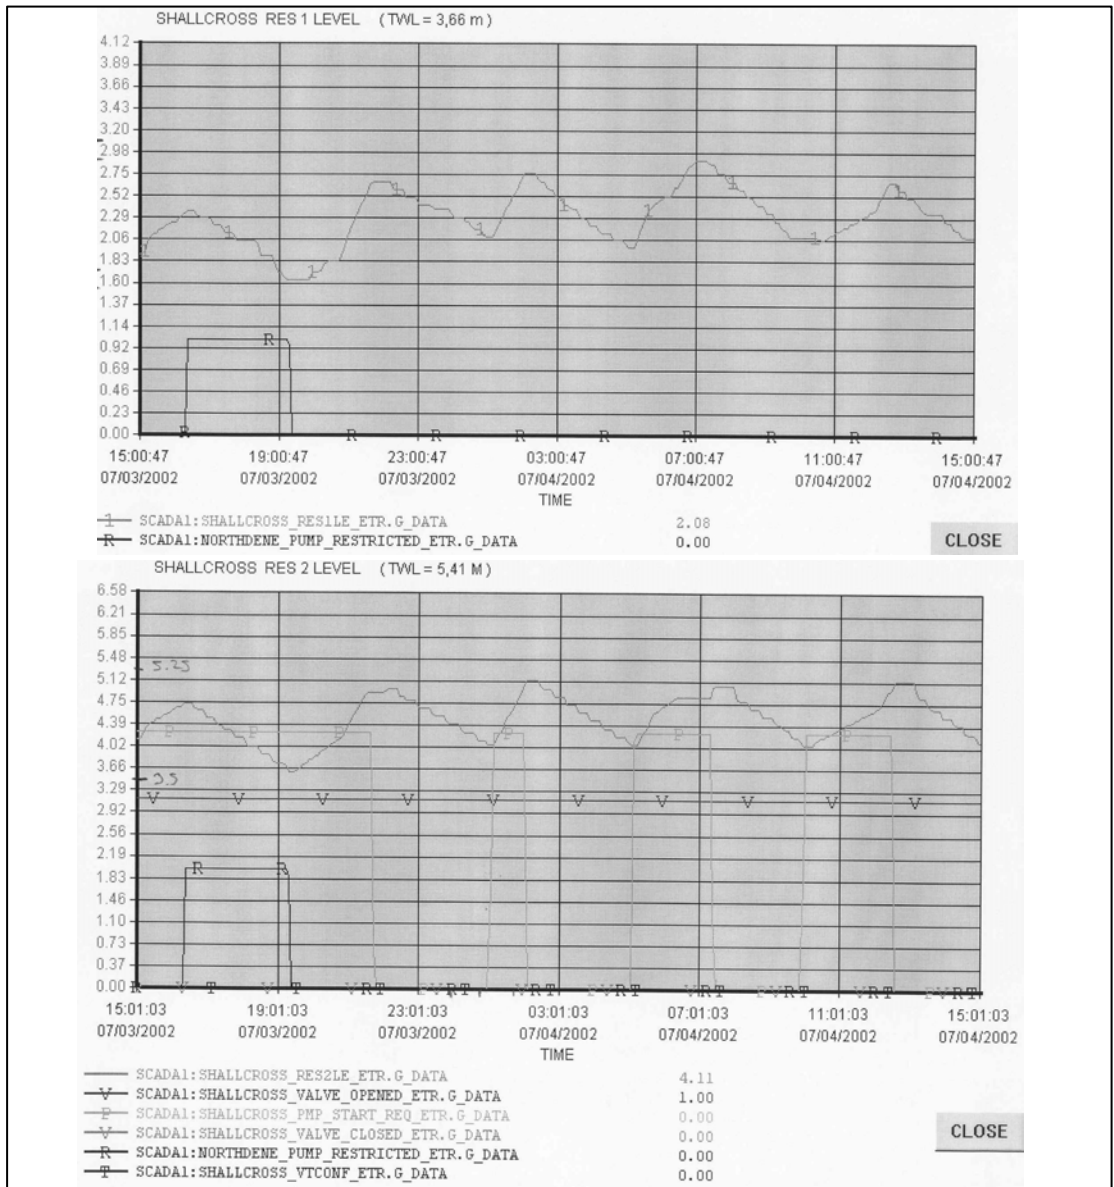 SHALLCROSS RES 1 LEVEL (TWL = 3,66 m )
4.12
3.89
3.66
3.43
3.20
2.98
2.75
2.52
2.29
2.06
1.83
1.60
1.37
1.14
0.92
0.69
0.46
0.23
0.00
1 1 1 1 1 1 1 1 1 1
R R R R R R R R R R
15:00:47 19:00:47 23:00:47 03:00:47 07:00:47 11:00:47 15:00:47
07/03/2002 07/03/2002 07/03/2002 07/04/2002 07/04/2002 07/04/2002 07/04/2002
TIME
1 SCADA1:SHALLCROSS_RES1LE_ETR.G_DATA 2.08
R SCADA1:NORTHDENE_PUMP_RESTRICTED_ETR.G_DATA 0.00
CLOSE
SHALLCROSS RES 2 LEVEL (TWL = 5,41 M )
6.58
6.21
5.85
5.48
5.25
5.12
4.75
4.39
4.02
3.66
3.5
3.29
2.92
2.56
2.19
1.83
1.46
1.10
0.73
0.37
0.00
P P P P P P
V V V V V V V V V V
R R
15:01:03 19:01:03 23:01:03 03:01:03 07:01:03 11:01:03 15:01:03
07/03/2002 07/03/2002 07/03/2002 07/04/2002 07/04/2002 07/04/2002 07/04/2002
TIME
SCADA1:SHALLCROSS_RES2LE_ETR.G_DATA 4.11
V SCADA1:SHALLCROSS_VALVE_OPENED_ETR.G_DATA 1.00
P SCADA1:SHALLCROSS_PMP_START_REQ_ETR.G_DATA 0.00
V SCADA1:SHALLCROSS_VALVE_CLOSED_ETR.G_DATA 0.00
R SCADA1:NORTHDENE_PUMP_RESTRICTED_ETR.G_DATA 0.00
T SCADA1:SHALLCROSS_VTCONF_ETR.G_DATA 0.00
CLOSE